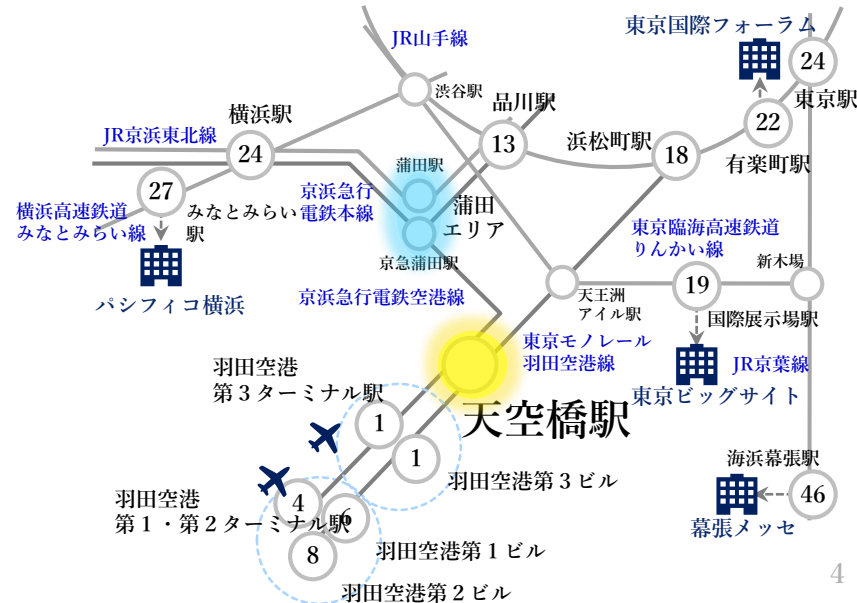 東京国際フォーラム
JR山手線
24
渋谷駅
品川駅
東京駅
横浜駅
22
JR京浜東北線
13
浜松町駅
24
18
有楽町駅
蒲田駅
27
京浜急行
電鉄本線
蒲田
エリア
横浜高速鉄道
みなとみらい線
みなとみらい
駅
東京臨海高速鉄道
りんかい線
京急蒲田駅
新木場
パシフィコ横浜
京浜急行電鉄空港線
天王洲
アイル駅
19
国際展示場駅
東京モノレール
羽田空港線
羽田空港
第３ターミナル駅
JR京葉線
東京ビッグサイト
天空橋駅
1
1
海浜幕張駅
羽田空港第３ビル
46
羽田空港
第１・第２ターミナル駅
4
6
幕張メッセ
8
羽田空港第１ビル
羽田空港第２ビル
4